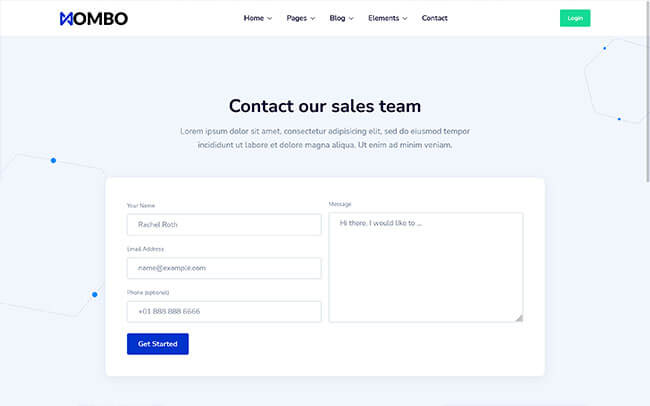 MOMBO
Home Pages Blog Elements Contact
Login
Contact our sales team
Lorem ipsum dolor sit amet, consectetur adipisicing elit, sed do eiusmod tempor
incididunt ut labore et dolore magna aliqua. Ut enim ad minim veniam.
Your Name
Rachel Roth
Email Address
name@example.com
Phone (optional)
+01 888 888 6666
Get Started
Message
Hi there, I would like to ...